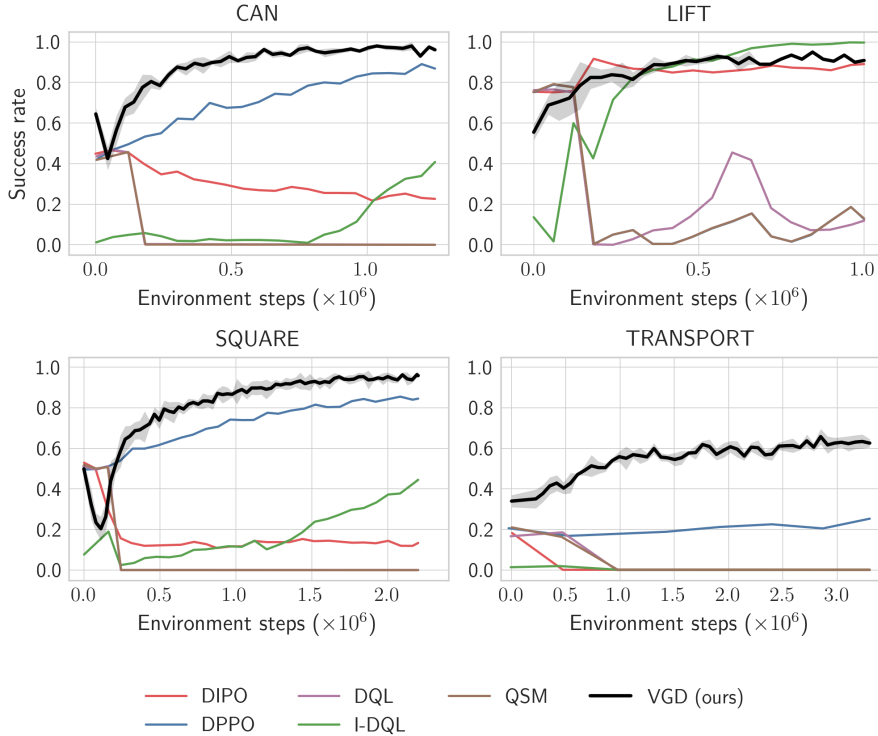 CAN
LIFT
Success rate
1.0
0.8
0.6
0.4
0.2
0.0
0.0
0.5
1.0
Environment steps (×10⁶)
1.0
0.8
0.6
0.4
0.2
0.0
0.0
0.5
1.0
Environment steps (×10⁶)
SQUARE
TRANSPORT
1.0
0.8
0.6
0.4
0.2
0.0
0.0
0.5
1.0
1.5
2.0
Environment steps (×10⁶)
1.0
0.8
0.6
0.4
0.2
0.0
0.0
0.5
1.0
1.5
2.0
2.5
3.0
Environment steps (×10⁶)
DIPO
DQL
QSM
VGD (ours)
DPPO
I-DQL